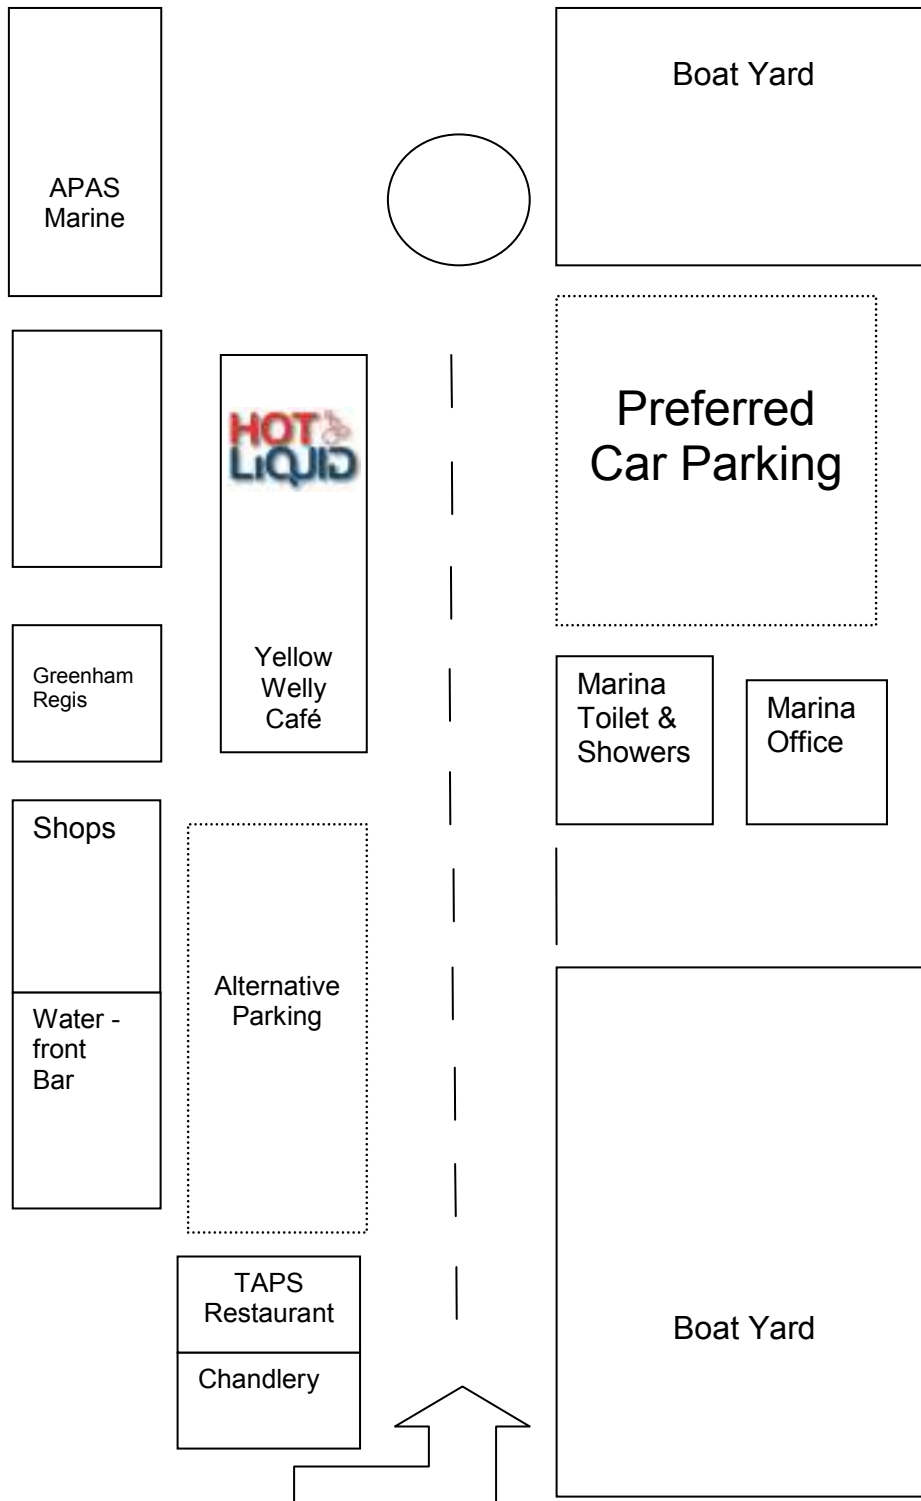 Boat Yard
APAS
Marine
Preferred
Car Parking
HOT
LIQUID
Yellow
Welly
Café
Greenham
Regis
Marina
Toilet &
Showers
Marina
Office
Shops
Alternative
Parking
Water -
front
Bar
TAPS
Restaurant
Chandlery
Boat Yard